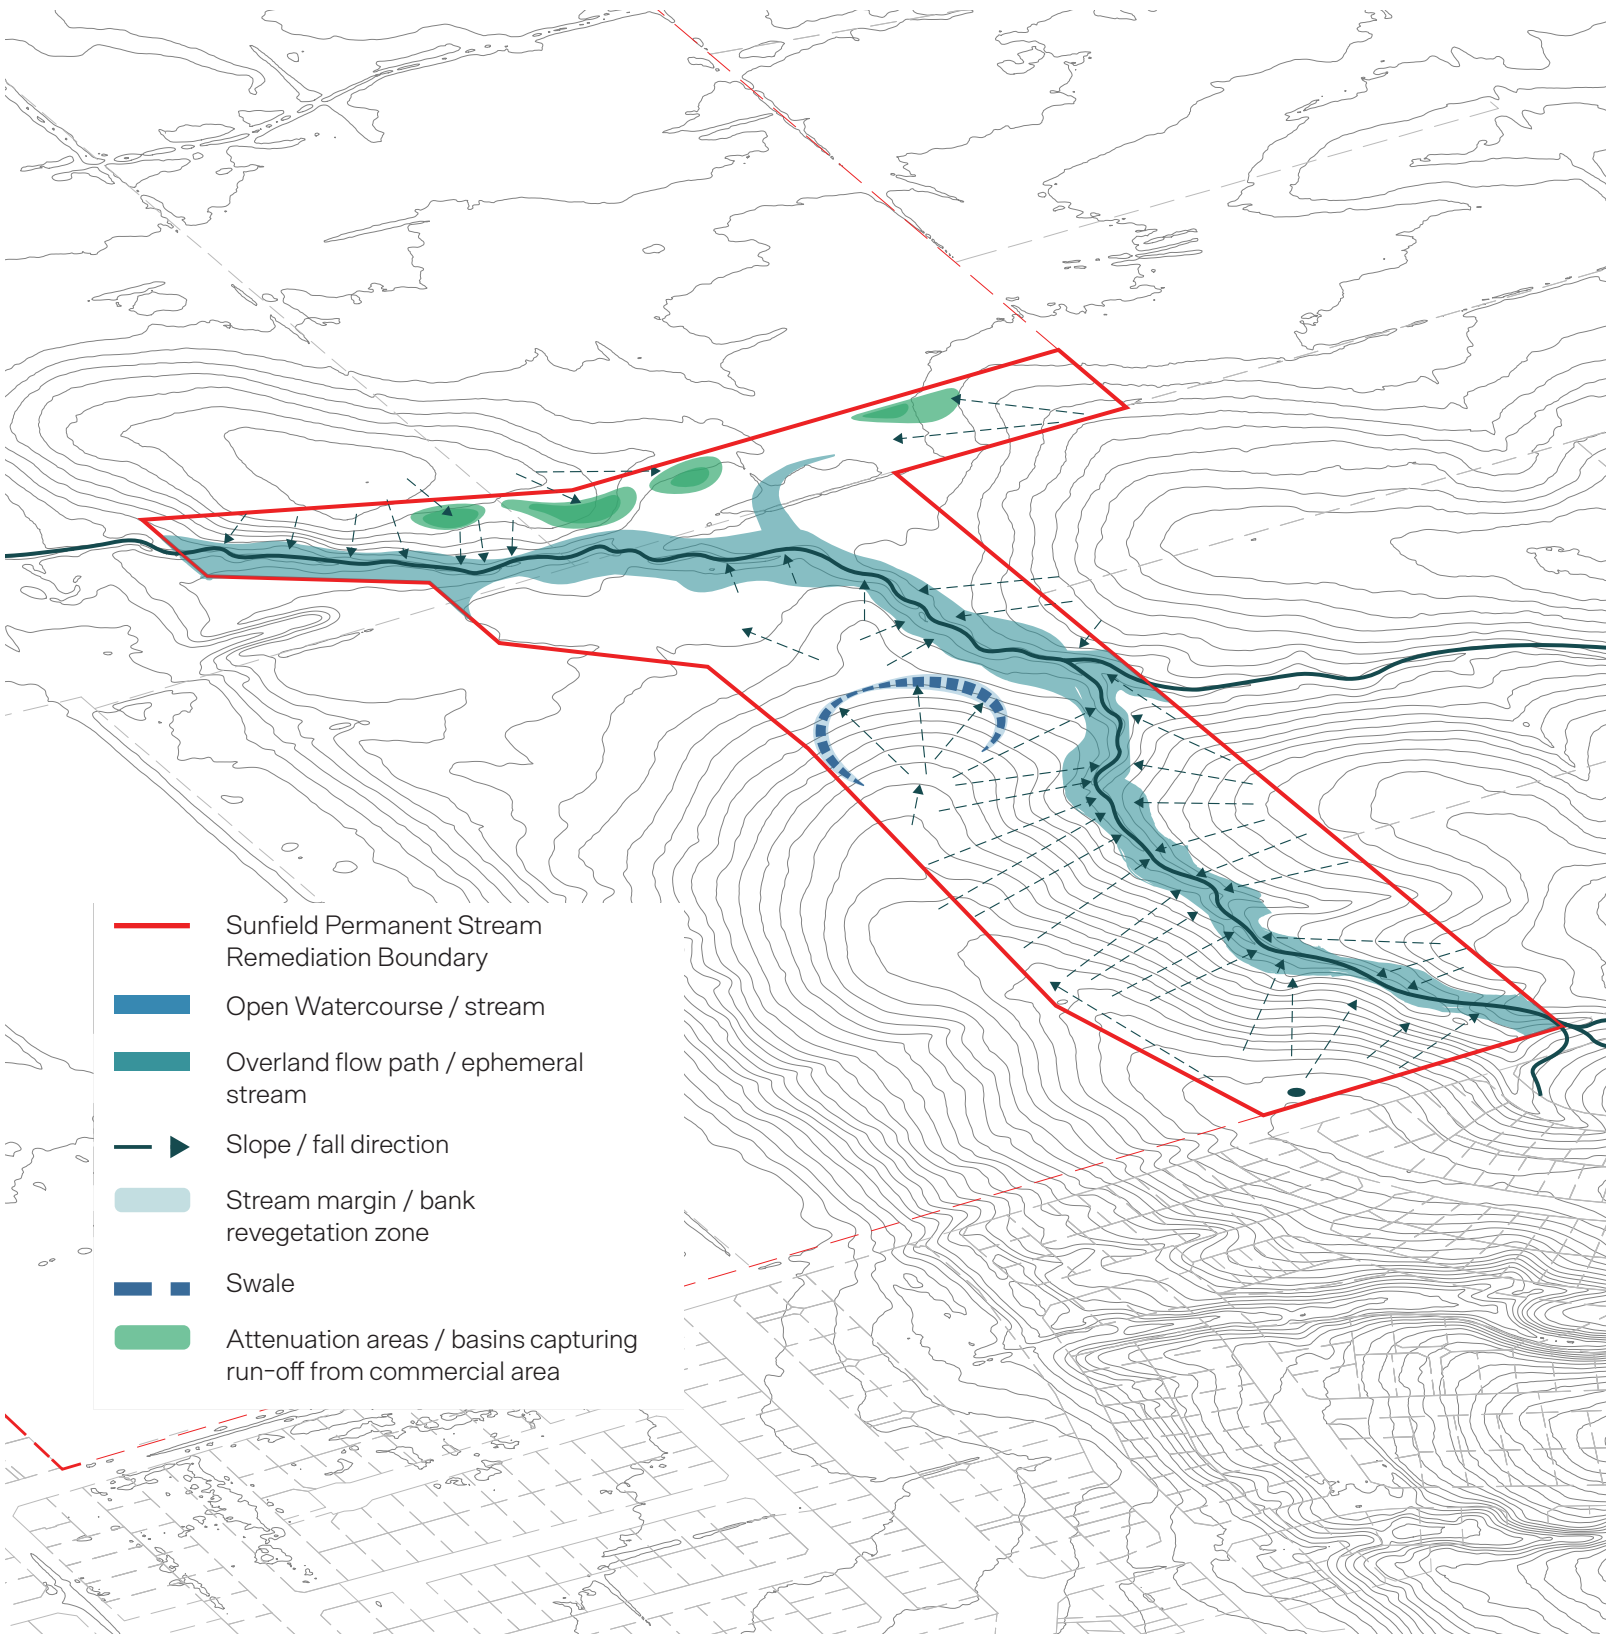 Sunfield Permanent Stream
Remediation Boundary
Open Watercourse / stream
Overland flow path / ephemeral
stream
Slope / fall direction
Stream margin / bank
revegetation zone
Swale
Attenuation areas / basins capturing
run-off from commercial area